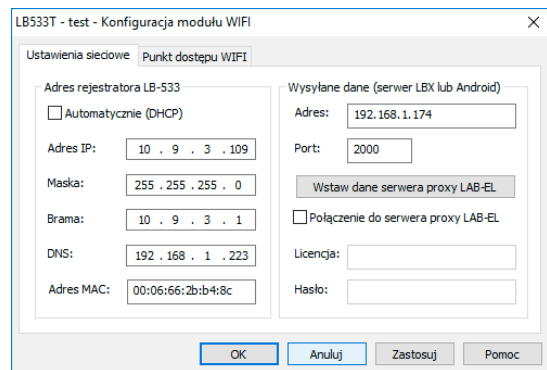 LB533T - test - Konfiguracja modułu WIFI
Ustawienia sieciowe
Punkt dostępu WIFI
Adres rejestratora LB-533
Automatycznie (DHCP)
Adres IP: 10 . 9 . 3 . 109
Maska: 255 . 255 . 255 . 0
Brama: 10 . 9 . 3 . 1
DNS: 192 . 168 . 1 . 223
Adres MAC: 00:06:66:2b:b4:8c
Wysyłane dane (serwer LBX lub Android)
Adres: 192.168.1.174
Port: 2000
Wstaw dane serwera proxy LAB-EL
Połączenie do serwera proxy LAB-EL
Licencja:
Hasło:
OK Anuluj Zastosuj Pomoc